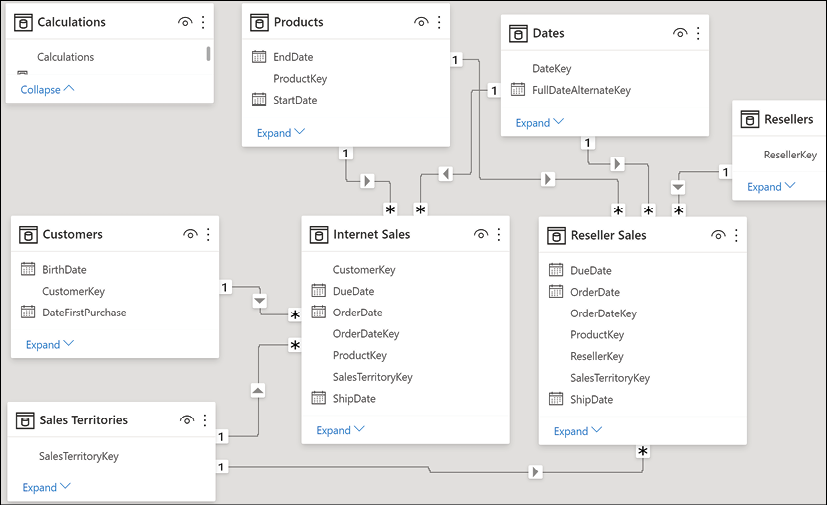 Calculations
Calculations
Collapse
Products
EndDate
ProductKey
StartDate
Expand
Dates
DateKey
FullDateAlternateKey
Expand
Resellers
ResellerKey
Expand
1
1
1
1
1
*
*
*
*
*
Customers
BirthDate
CustomerKey
DateFirstPurchase
Expand
1
*
*
Internet Sales
CustomerKey
DueDate
OrderDate
OrderDateKey
ProductKey
SalesTerritoryKey
ShipDate
Expand
Reseller Sales
DueDate
OrderDate
OrderDateKey
ProductKey
ResellerKey
SalesTerritoryKey
ShipDate
Expand
Sales Territories
SalesTerritoryKey
Expand
1
1
*